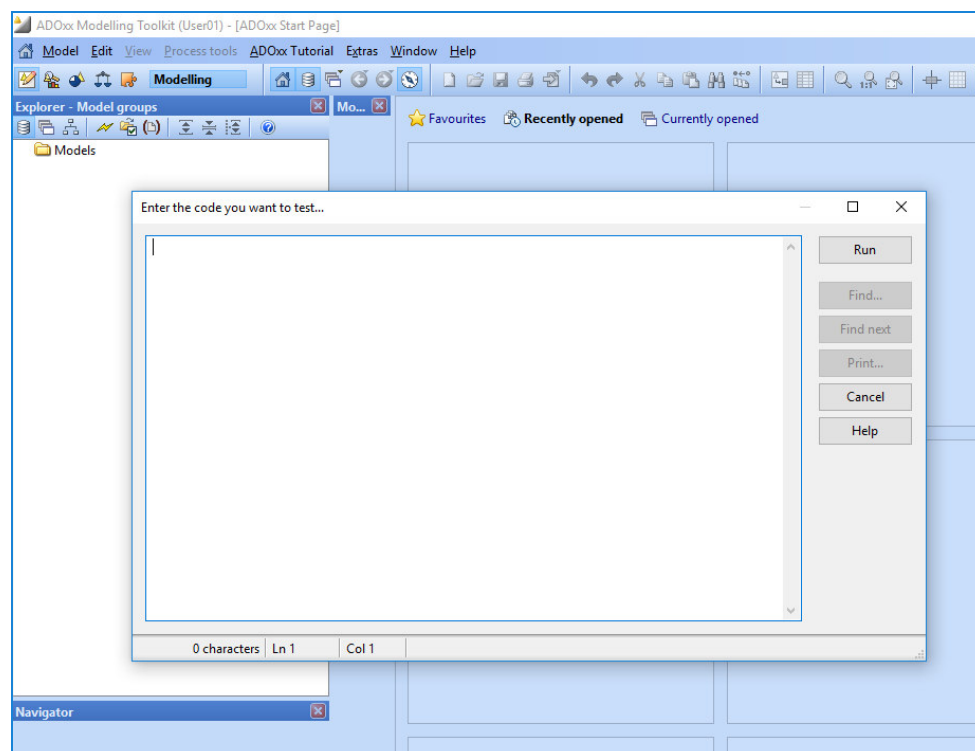 ADOxx Modelling Toolkit (User01) - [ADOxx Start Page]
Model Edit View Process tools ADOxx Tutorial Extras Window Help
Modelling
Explorer - Model groups
Mo...
Favourites Recently opened Currently opened
Models
Enter the code you want to test...
Run
Find...
Find next
Print...
Cancel
Help
0 characters Ln 1 Col 1
Navigator